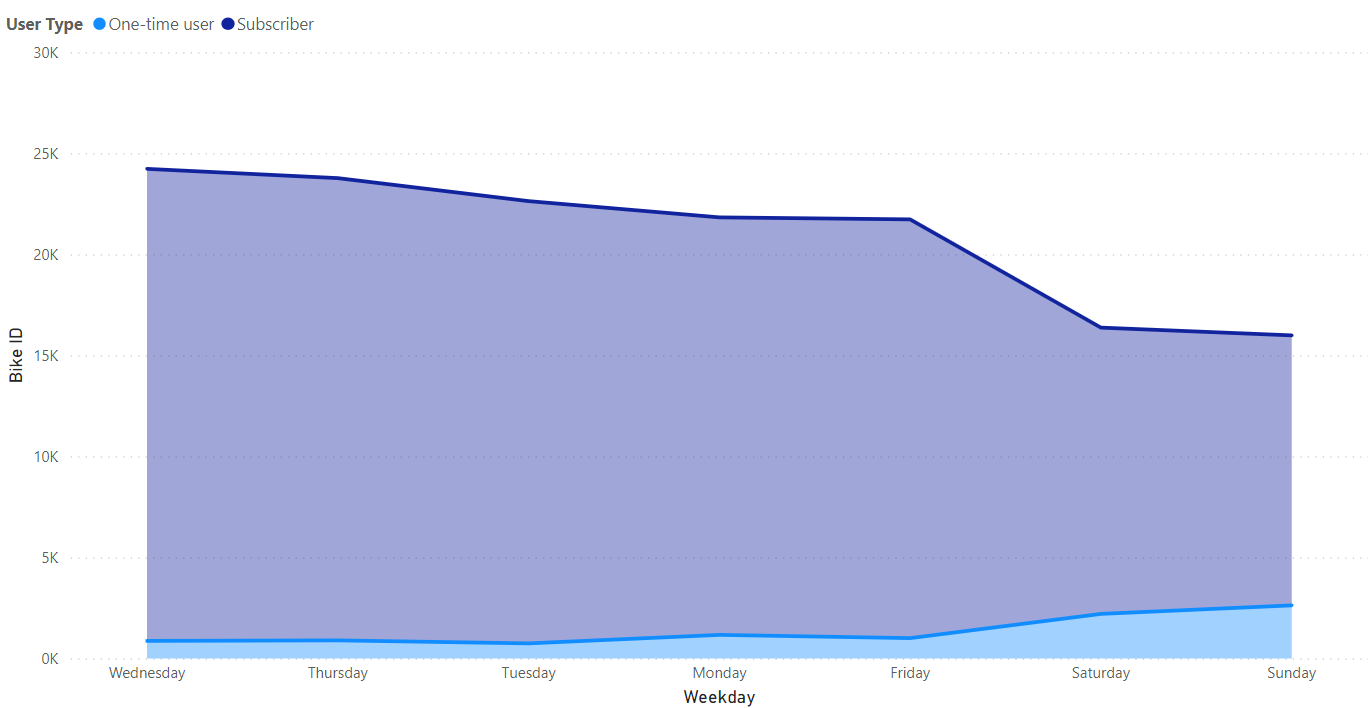 User Type One-time user Subscriber
30K
25K
20K
15K
10K
5K
0K
Bike ID
Wednesday Thursday Tuesday Monday Friday Saturday Sunday
Weekday